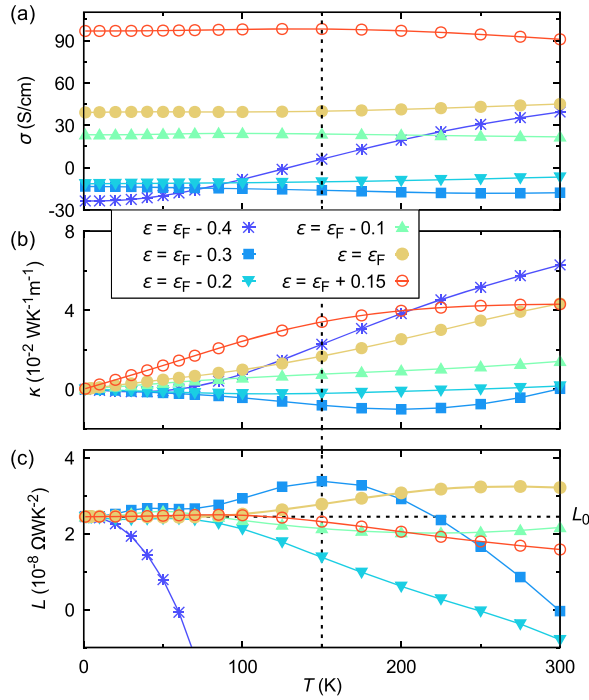 (a)
90
60
30
0
-30
σ (S/cm)
ε = εF - 0.4
ε = εF - 0.1
ε = εF - 0.3
ε = εF
ε = εF - 0.2
ε = εF + 0.15
(b)
8
4
0
κ (10-2 WK-1m-1)
(c)
4
2
0
L (10-8 ΩWK-2)
L0
0
100
200
300
T (K)